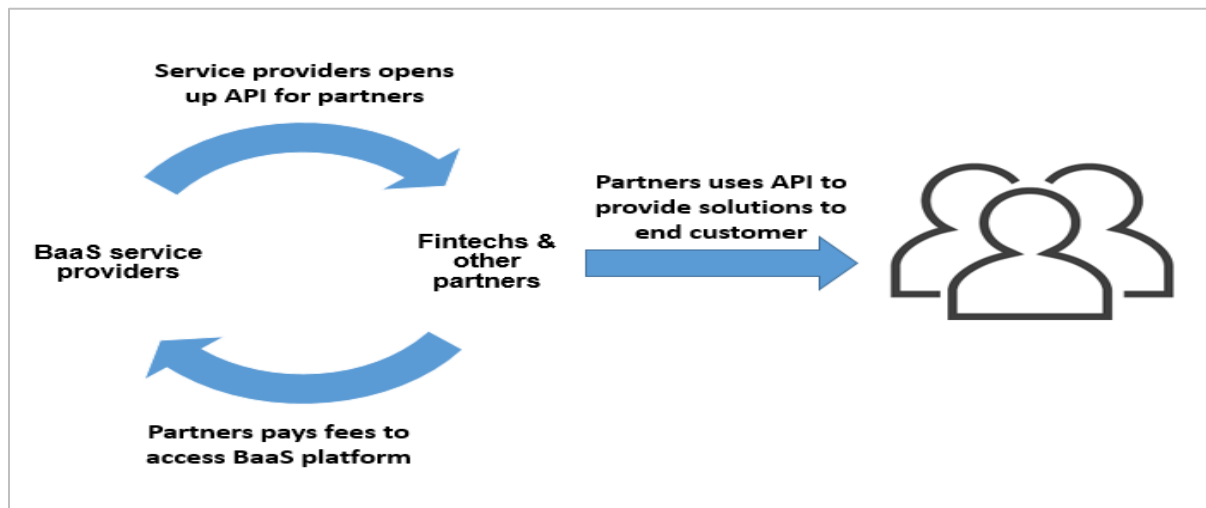 Service providers opens
up API for partners
Partners uses API to
provide solutions to
end customer
BaaS service
providers
Fintechs &
other
partners
Partners pays fees to
access BaaS platform